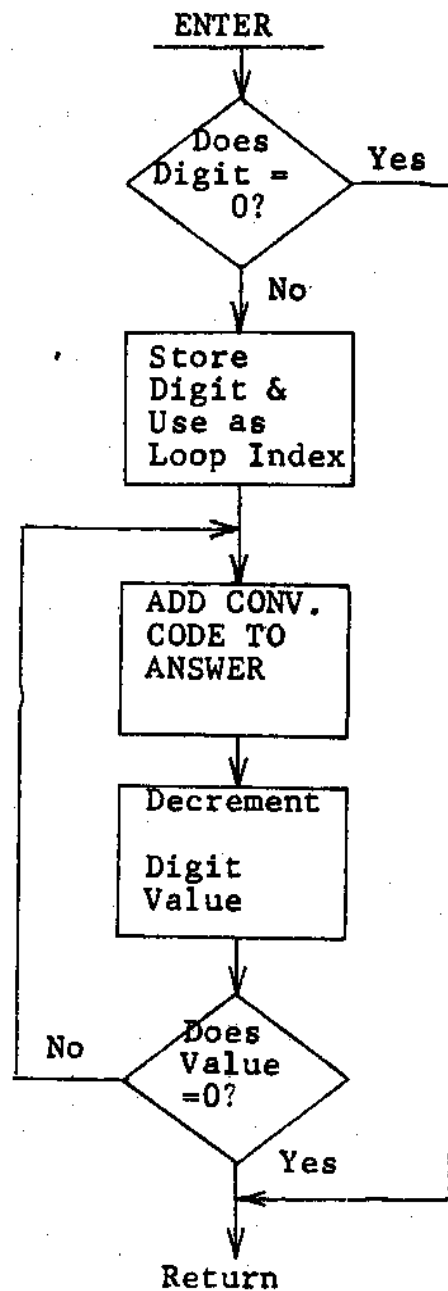 ENTER
Does
Digit =
0?
Yes
No
Store
Digit &
Use as
Loop Index
ADD CONV.
CODE TO
ANSWER
Decrement
Digit
Value
Does
Value
=0?
No
Yes
Return